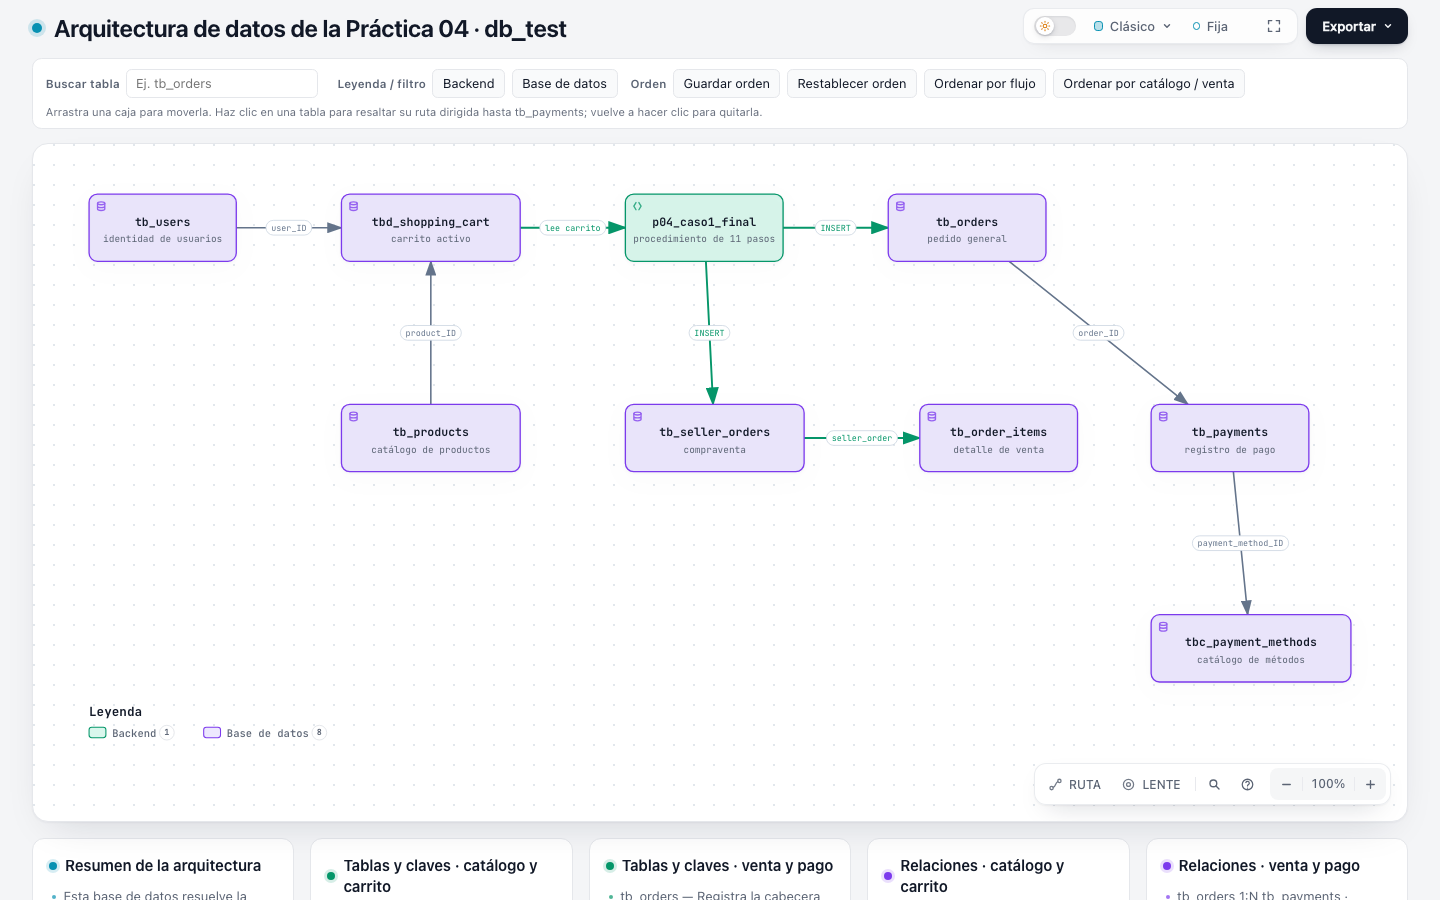 Arquitectura de datos de la Práctica 04 · db_test
Clásico
Fija
Exportar
Buscar tabla
Ej. tb_orders
Leyenda / filtro
Backend
Base de datos
Orden
Guardar orden
Restablecer orden
Ordenar por flujo
Ordenar por catálogo / venta
Arrastra una caja para moverla. Haz clic en una tabla para resaltar su ruta dirigida hasta tb_payments; vuelve a hacer clic para quitarla.
tb_users
identidad de usuarios
user_ID
tbd_shopping_cart
carrito activo
lee carrito
p04_caso1_final
procedimiento de 11 pasos
INSERT
tb_orders
pedido general
product_ID
INSERT
order_ID
tb_products
catálogo de productos
tb_seller_orders
compraventa
seller_order
tb_order_items
detalle de venta
tb_payments
registro de pago
payment_method_ID
tbc_payment_methods
catálogo de métodos
Leyenda
Backend 1
Base de datos 8
RUTA
LENTE
− 100% +
Resumen de la arquitectura
Esta base de datos resuelve la
Tablas y claves · catálogo y
carrito
Tablas y claves · venta y pago
tb_orders — Registra la cabecera
Relaciones · catálogo y
carrito
Relaciones · venta y pago
tb_orders 1:N tb_payments ·